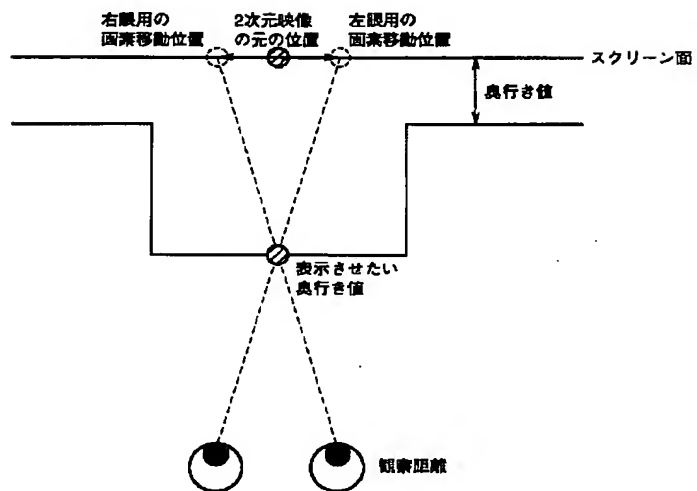 右眼用の
画素移動位置
2次元映像
の元の位置
左眼用の
画素移動位置
スクリーン面
奥行き値
表示させたい
奥行き値
観察距離